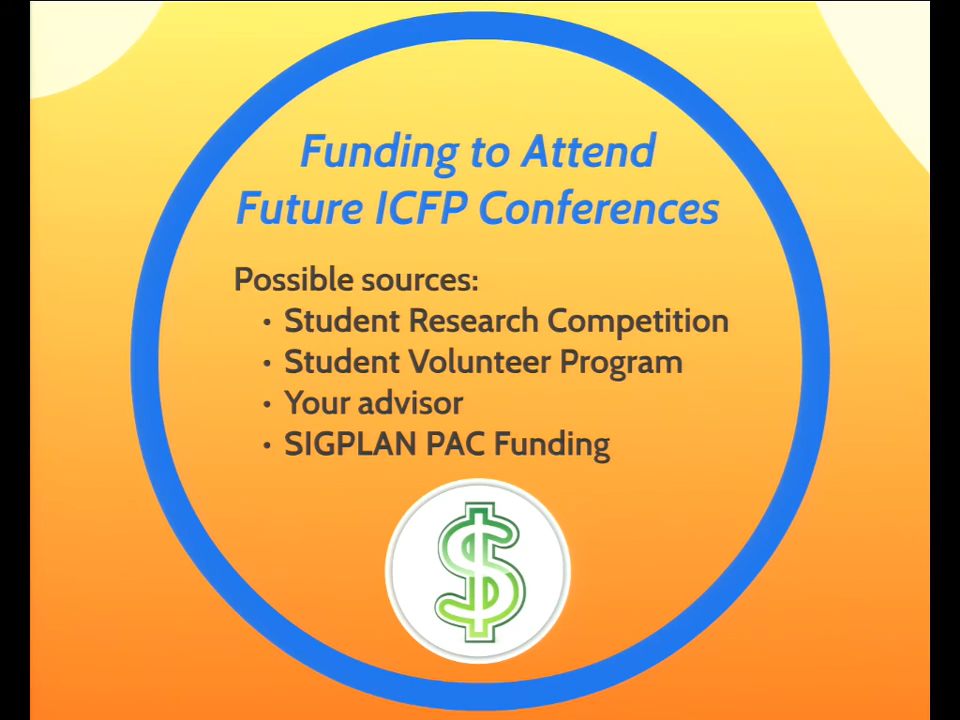 Funding to Attend
Future ICFP Conferences
Possible sources:
• Student Research Competition
• Student Volunteer Program
• Your advisor
• SIGPLAN PAC Funding
$